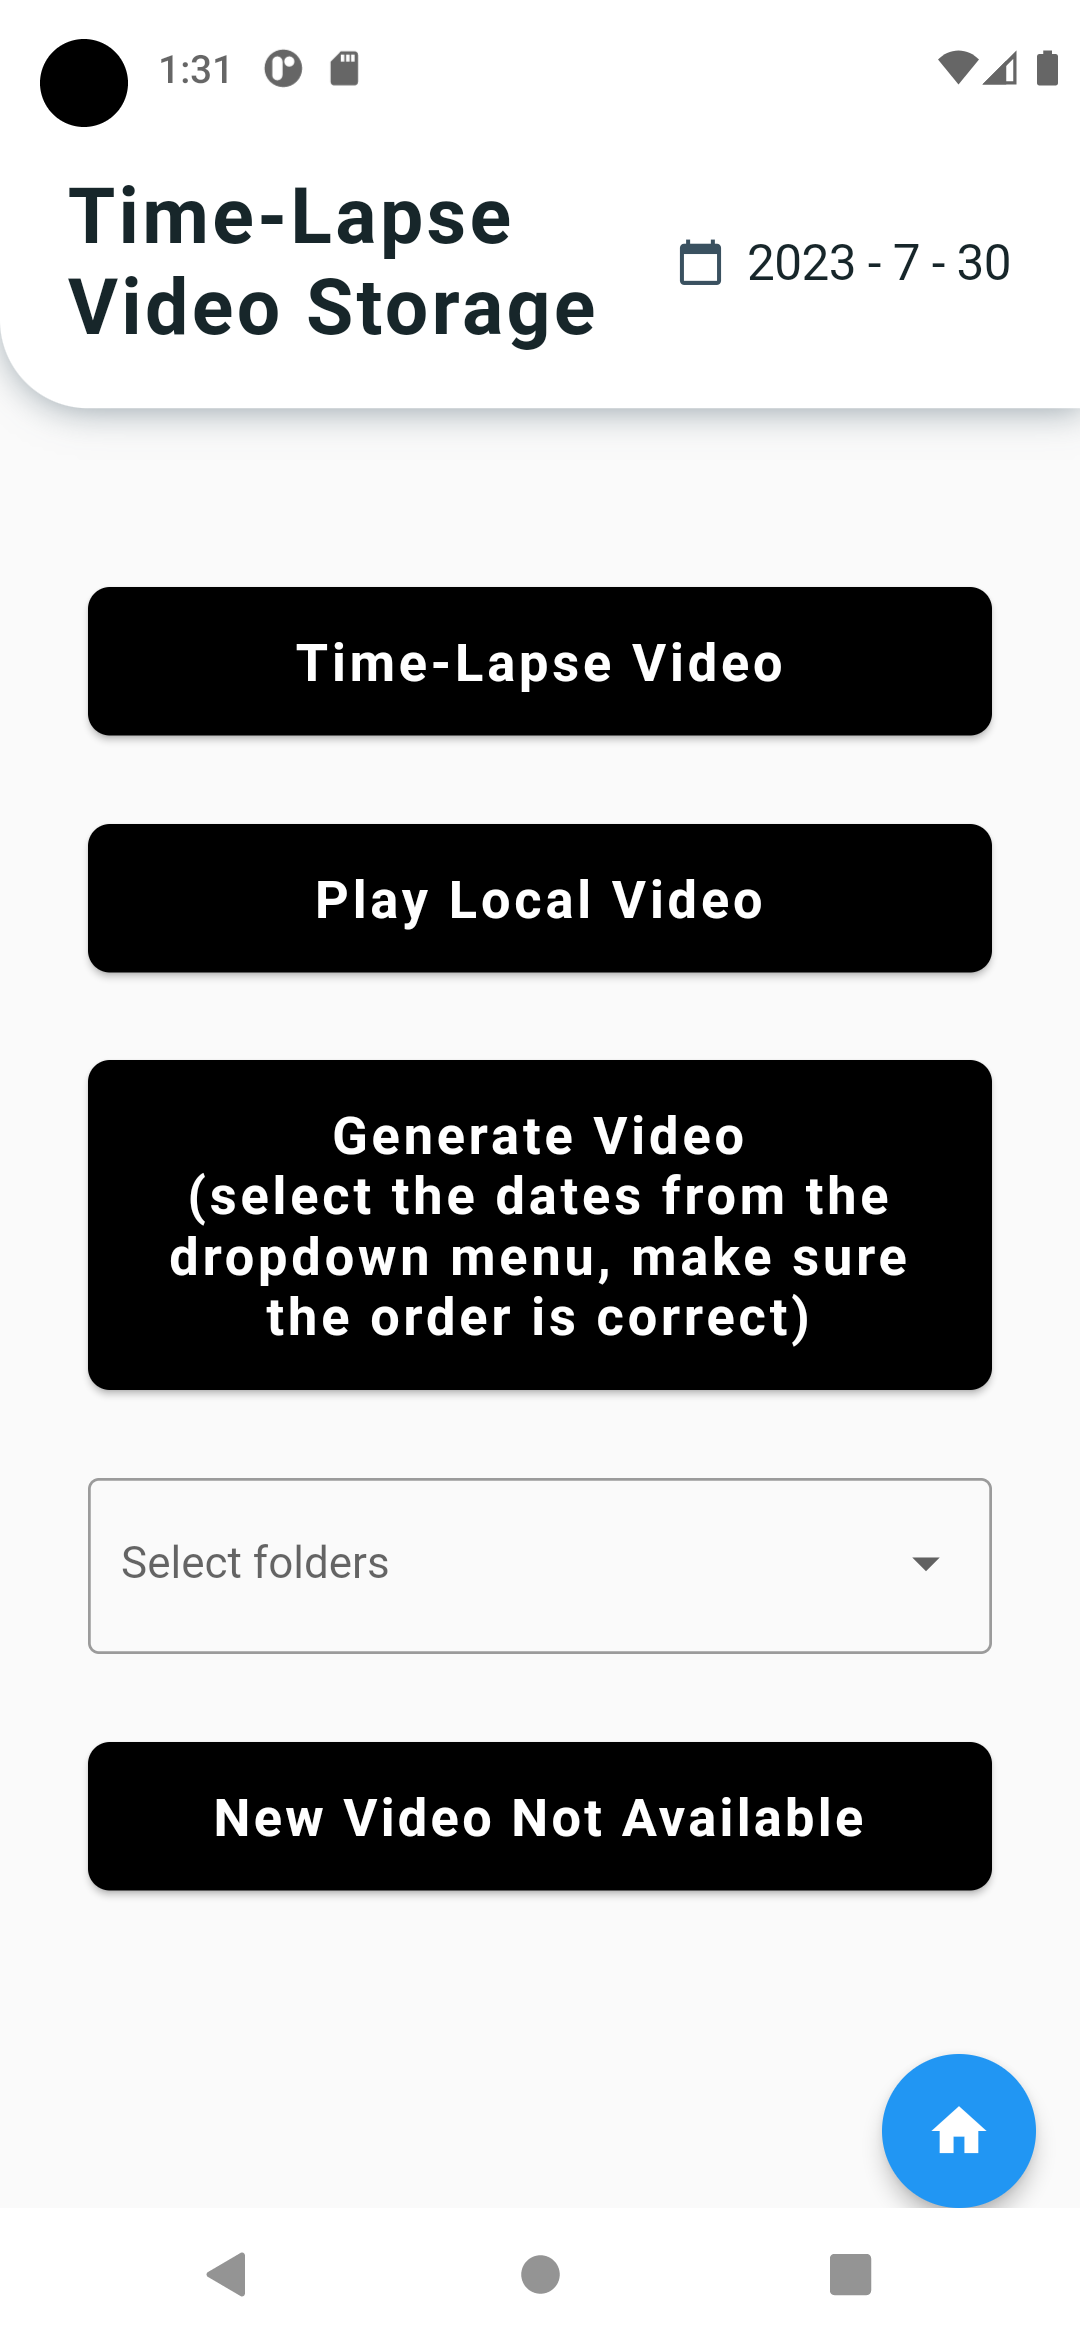 1:31
Time-Lapse
Video Storage
2023 - 7 - 30
Time-Lapse Video
Play Local Video
Generate Video
(select the dates from the
dropdown menu, make sure
the order is correct)
Select folders
New Video Not Available